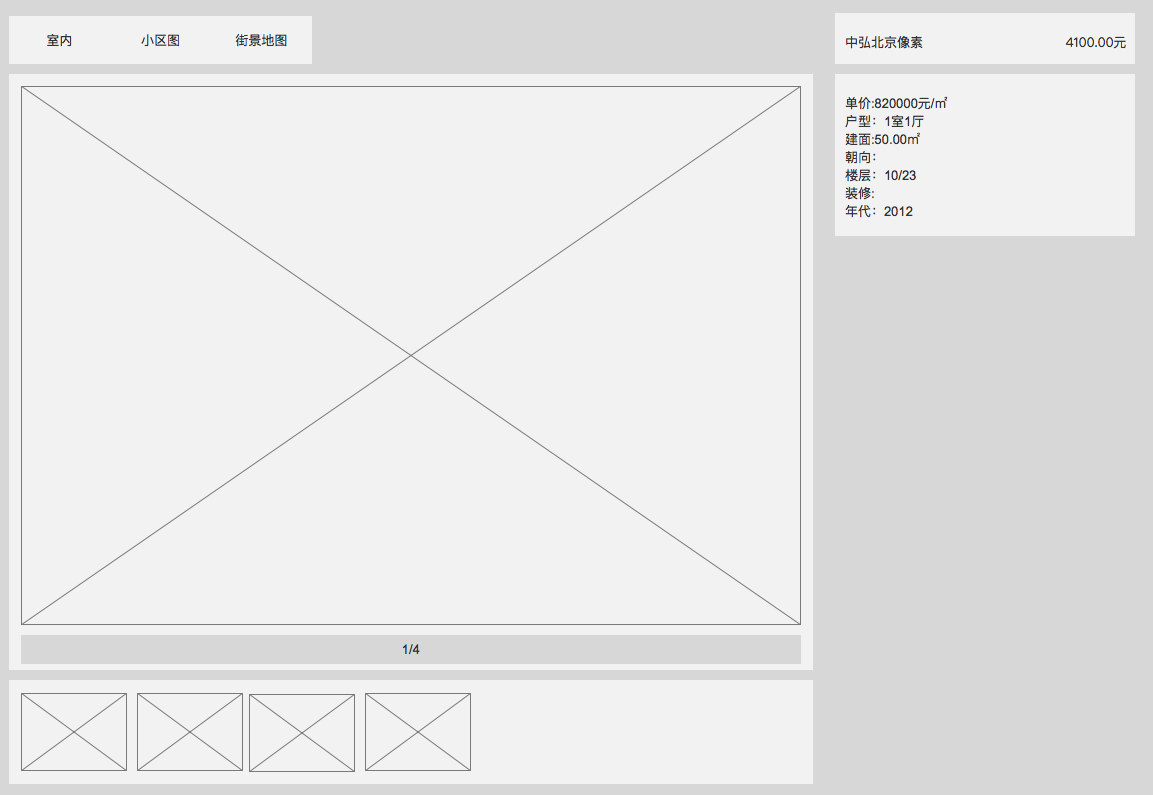 室内 小区图 街景地图
中弘北京像素 4100.00元
单价:820000元/㎡
户型：1室1厅
建面:50.00㎡
朝向：
楼层：10/23
装修:
年代：2012
1/4